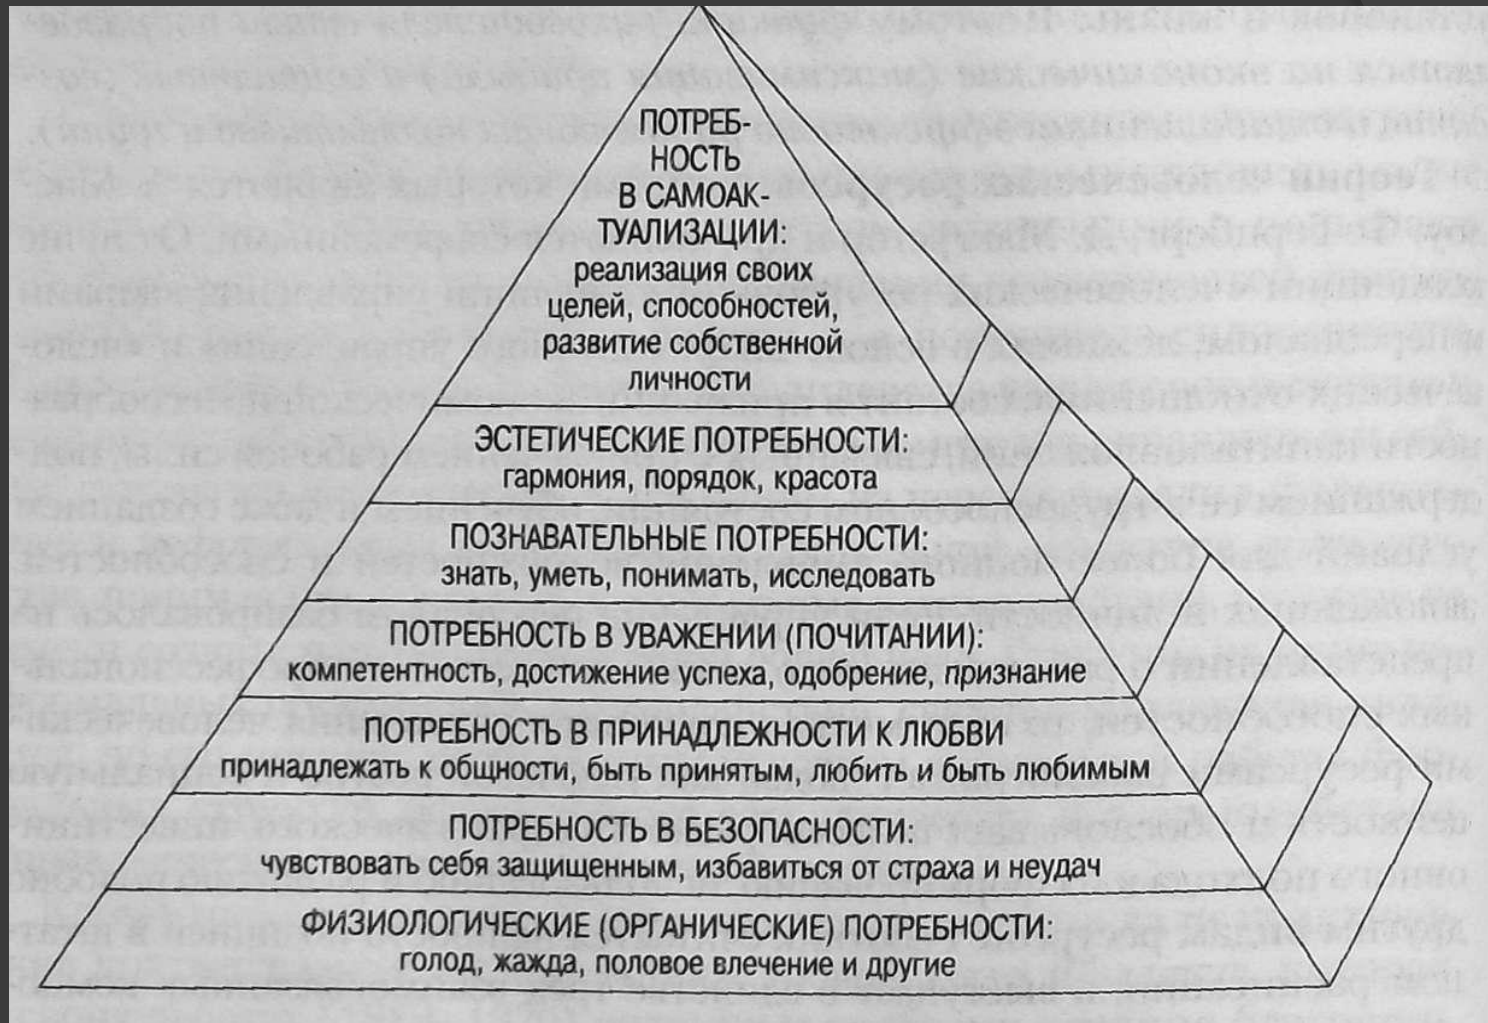 ПОТРЕБ-
НОСТЬ
В САМОАК-
ТУАЛИЗАЦИИ:
реализация своих
целей, способностей,
развитие собственной
личности
ЭСТЕТИЧЕСКИЕ ПОТРЕБНОСТИ:
гармония, порядок, красота
ПОЗНАВАТЕЛЬНЫЕ ПОТРЕБНОСТИ:
знать, уметь, понимать, исследовать
ПОТРЕБНОСТЬ В УВАЖЕНИИ (ПОЧИТАНИИ):
компетентность, достижение успеха, одобрение, признание
ПОТРЕБНОСТЬ В ПРИНАДЛЕЖНОСТИ К ЛЮБВИ
принадлежать к общности, быть принятым, любить и быть любимым
ПОТРЕБНОСТЬ В БЕЗОПАСНОСТИ:
чувствовать себя защищенным, избавиться от страха и неудач
ФИЗИОЛОГИЧЕСКИЕ (ОРГАНИЧЕСКИЕ) ПОТРЕБНОСТИ:
голод, жажда, половое влечение и другие